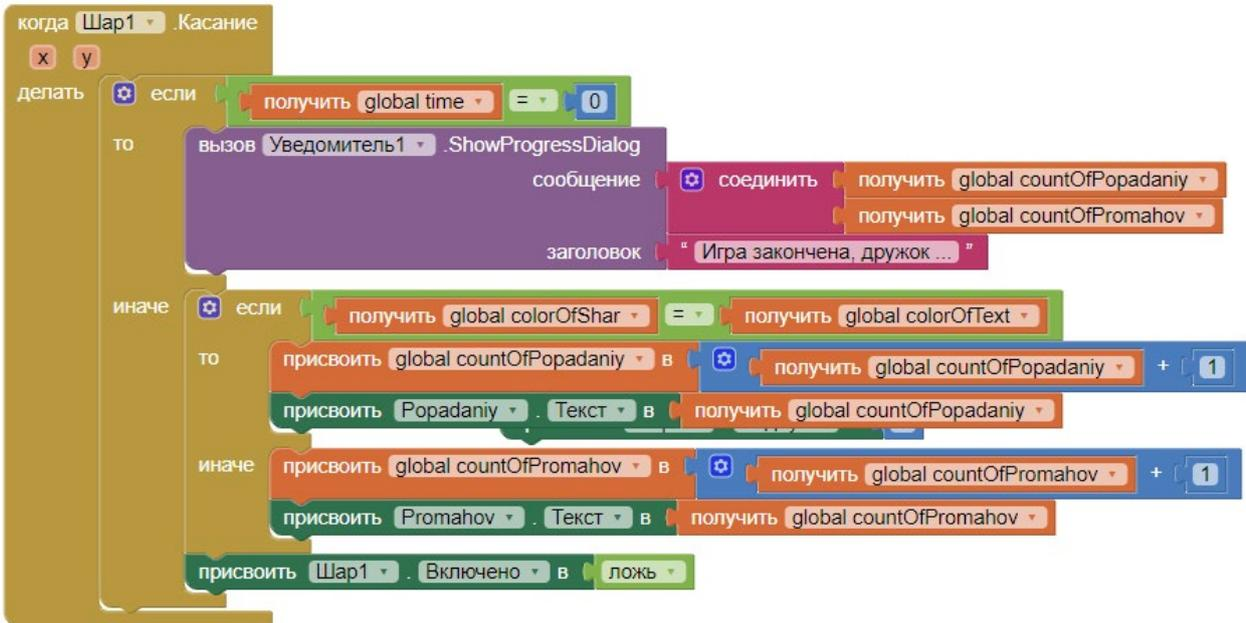 когда Шар1 .Касание
x y
делать если получить global time = 0
то вызов Уведомитель1 .ShowProgressDialog
сообщение соединить получить global countOfPopadaniy
получить global countOfPromahov
заголовок " Игра закончена, дружок ... "
иначе если получить global colorOfShar = получить global colorOfText
то присвоить global countOfPopadaniy в получить global countOfPopadaniy + 1
присвоить Popadaniy . Текст в получить global countOfPopadaniy
иначе присвоить global countOfPromahov в получить global countOfPromahov + 1
присвоить Promahov . Текст в получить global countOfPromahov
присвоить Шар1 . Включено в ложь